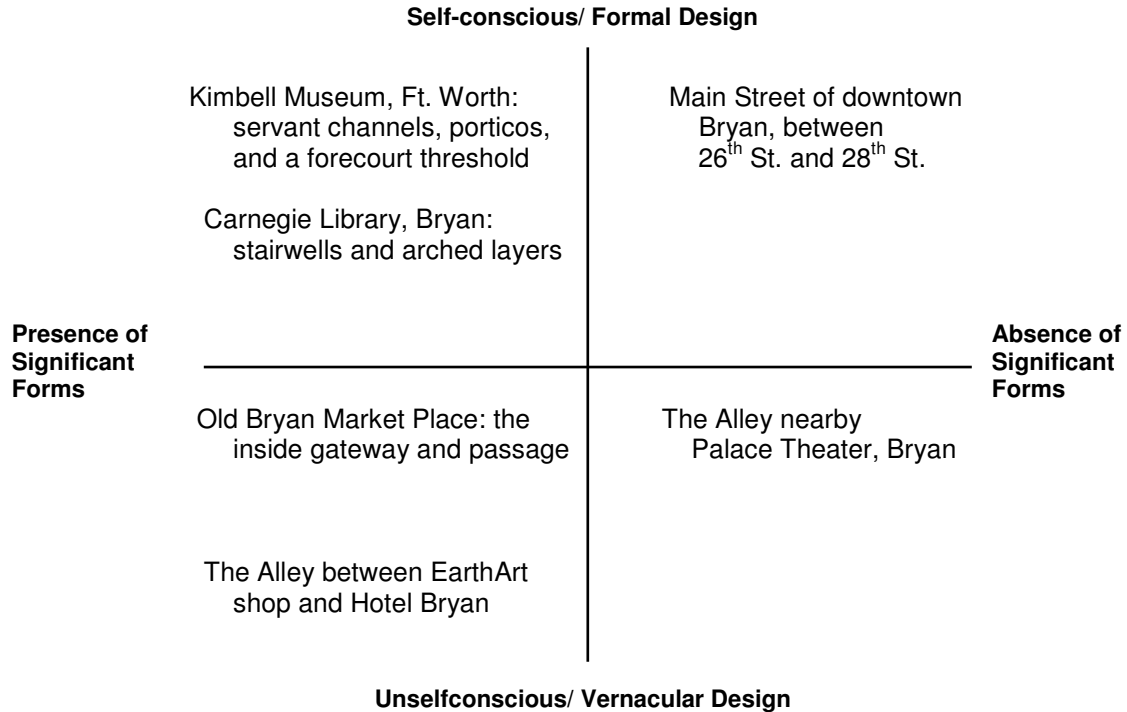 Self-conscious/ Formal Design
Kimbell Museum, Ft. Worth:
servant channels, porticos,
and a forecourt threshold
Main Street of downtown
Bryan, between
26th St. and 28th St.
Carnegie Library, Bryan:
stairwells and arched layers
Presence of
Significant
Forms
Absence of
Significant
Forms
Old Bryan Market Place: the
inside gateway and passage
The Alley nearby
Palace Theater, Bryan
The Alley between EarthArt
shop and Hotel Bryan
Unselfconscious/ Vernacular Design